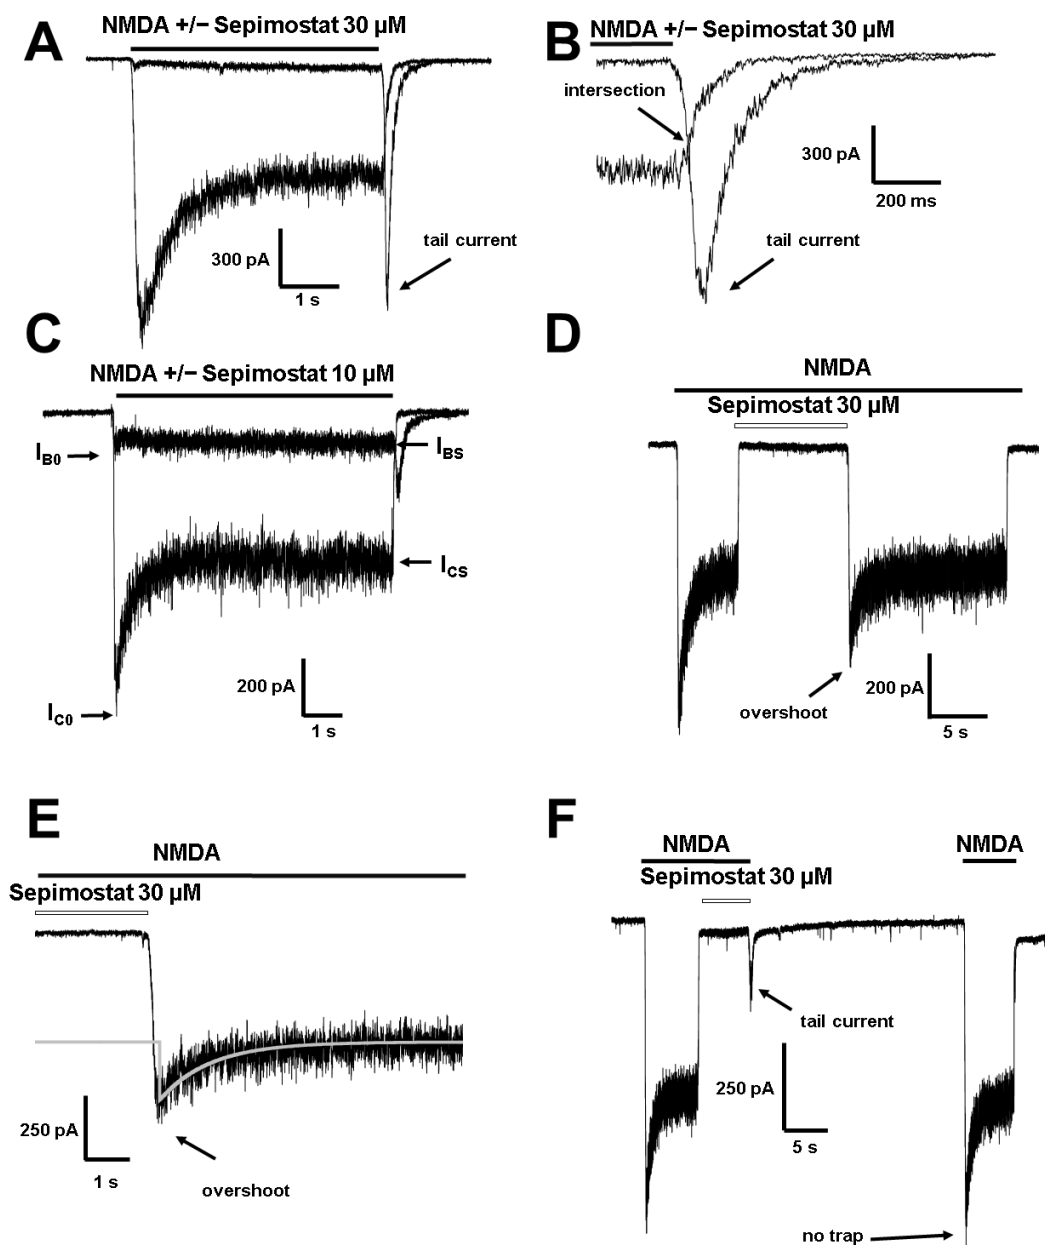 A
NMDA +/− Sepimostat 30 µM
300 pA
1 s
tail current
B
NMDA +/− Sepimostat 30 µM
intersection
300 pA
200 ms
tail current
C
NMDA +/− Sepimostat 10 µM
IB0
IBS
ICS
IC0
200 pA
1 s
D
NMDA
Sepimostat 30 µM
overshoot
200 pA
5 s
E
NMDA
Sepimostat 30 µM
250 pA
1 s
overshoot
F
NMDA
NMDA
Sepimostat 30 µM
tail current
250 pA
5 s
no trap